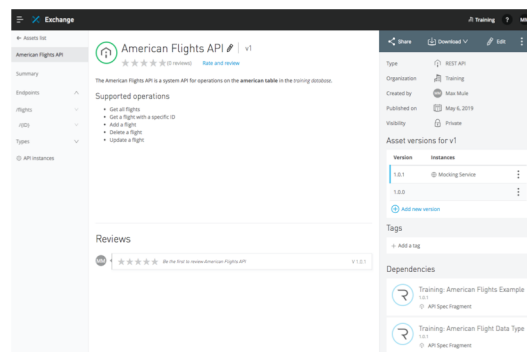 Exchange
Training
?
← Assets list
American Flights API
Summary
Endpoints
/flights
Types
API instances
American Flights API | v1
(0 reviews) Rate and review
The American Flights API is a system API for operations on the american table in the training database.
Supported operations
• Get all flights
• Get a flight with a specific ID
• Add a flight
• Delete a flight
• Update a flight
Reviews
MM
Be the first to review American Flights API
V 1.0.1
Share
Download
Edit
Type REST API
Organization Training
Created by MM Max Mule
Published on May 6, 2019
Visibility Private
Asset versions for v1
Version Instances
1.0.1 Mocking Service
1.0.0
Add new version
Tags
+ Add a tag
Dependencies
Training: American Flights Example
1.0.1
API Spec Fragment
Training: American Flight Data Type
1.0.1
API Spec Fragment